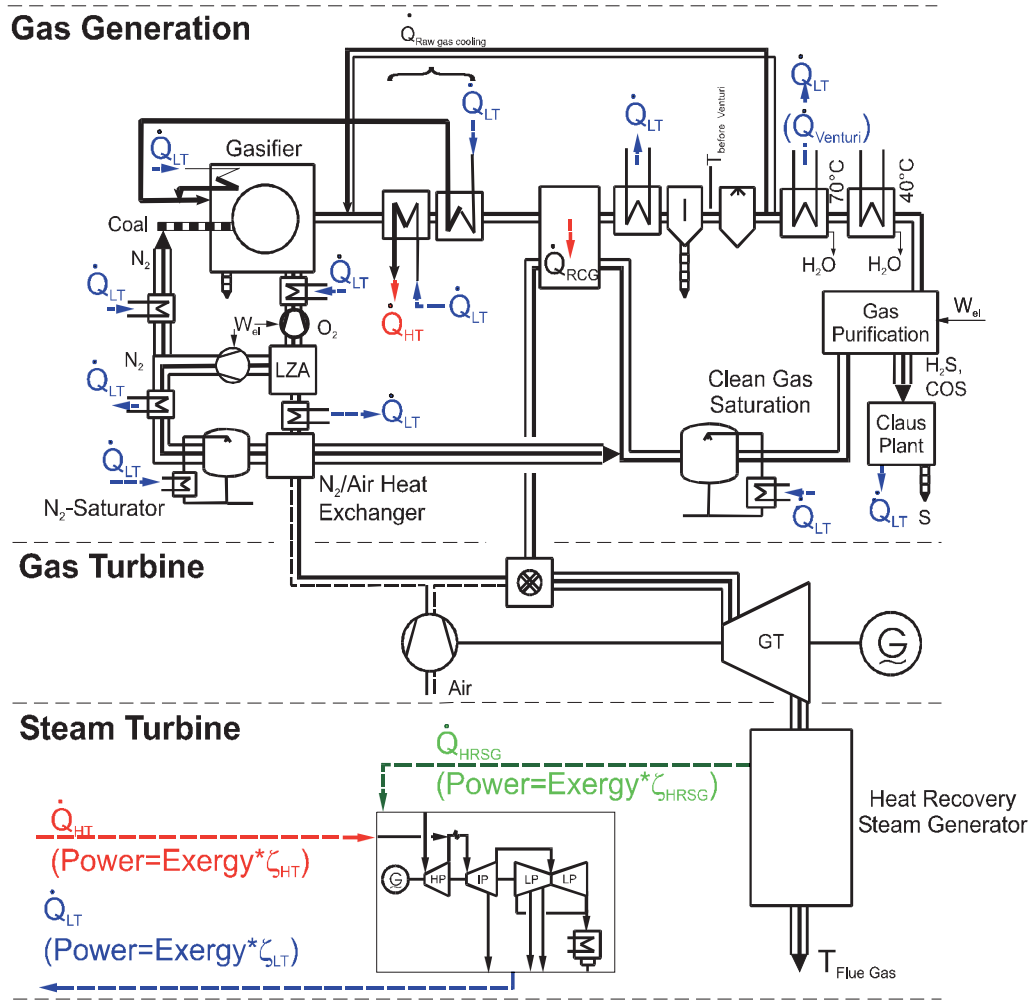 Gas Generation
Q̇Raw gas cooling
Q̇LT
Q̇LT
Gasifier
Q̇LT
Tbefore Venturi
Q̇LT
(Q̇Venturi)
70°C
40°C
Coal
N2
H2O
H2O
Q̇LT
Q̇LT
Q̇RCG
Q̇HT
Q̇LT
Wel
O2
Gas
Purification
Wel
N2
LZA
Q̇LT
H2S,
COS
Clean Gas
Saturation
Q̇LT
Claus
Plant
Q̇LT
N2-Saturator
N2/Air Heat
Exchanger
Q̇LT
Q̇LT
S
Gas Turbine
GT
G
Air
Steam Turbine
Q̇HRSG
(Power=Exergy*ζHRSG)
Q̇HT
(Power=Exergy*ζHT)
Heat Recovery
Steam Generator
G
HP
IP
LP
LP
Q̇LT
(Power=Exergy*ζLT)
TFlue Gas